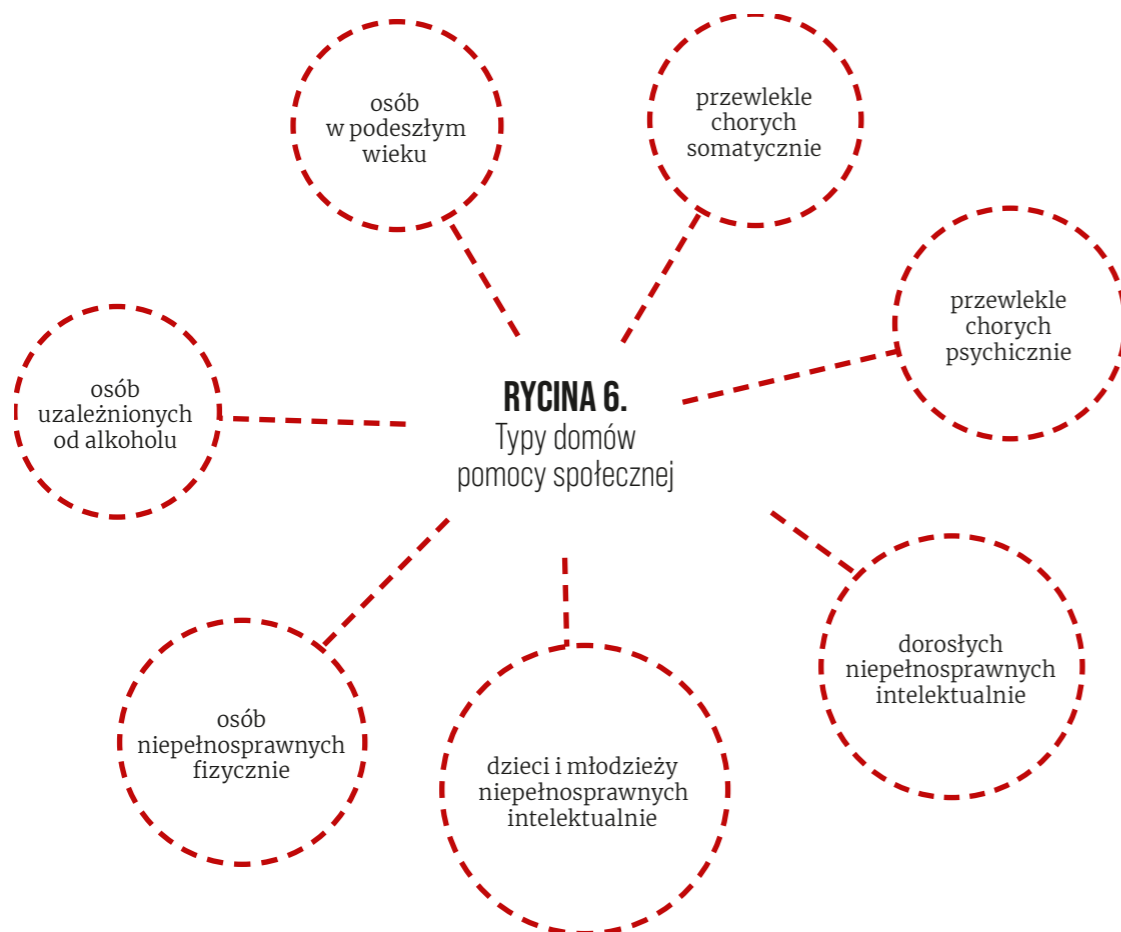 osób
w podeszłym
wieku
przewlekle
chorych
somatycznie
przewlekle
chorych
psychicznie
osób
uzależnionych
od alkoholu
RYCINA 6.
Typy domów
pomocy społecznej
dorosłych
niepełnosprawnych
intelektualnie
osób
niepełnosprawnych
fizycznie
dzieci i młodzieży
niepełnosprawnych
intelektualnie